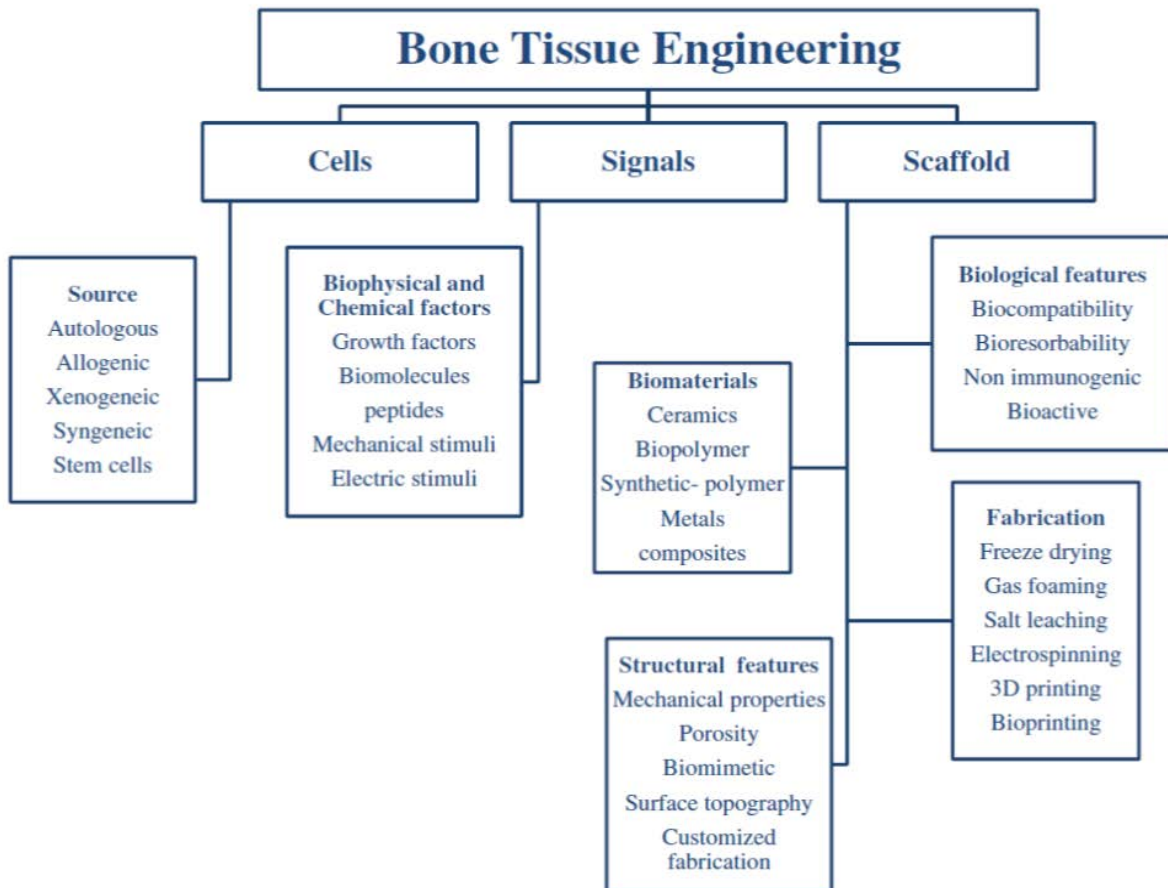 Bone Tissue Engineering
Cells
Signals
Scaffold
Source
Autologous
Allogenic
Xenogeneic
Syngeneic
Stem cells
Biophysical and
Chemical factors
Growth factors
Biomolecules
peptides
Mechanical stimuli
Electric stimuli
Biomaterials
Ceramics
Biopolymer
Synthetic- polymer
Metals
composites
Structural features
Mechanical properties
Porosity
Biomimetic
Surface topography
Customized
fabrication
Biological features
Biocompatibility
Bioresorbability
Non immunogenic
Bioactive
Fabrication
Freeze drying
Gas foaming
Salt leaching
Electrospinning
3D printing
Bioprinting